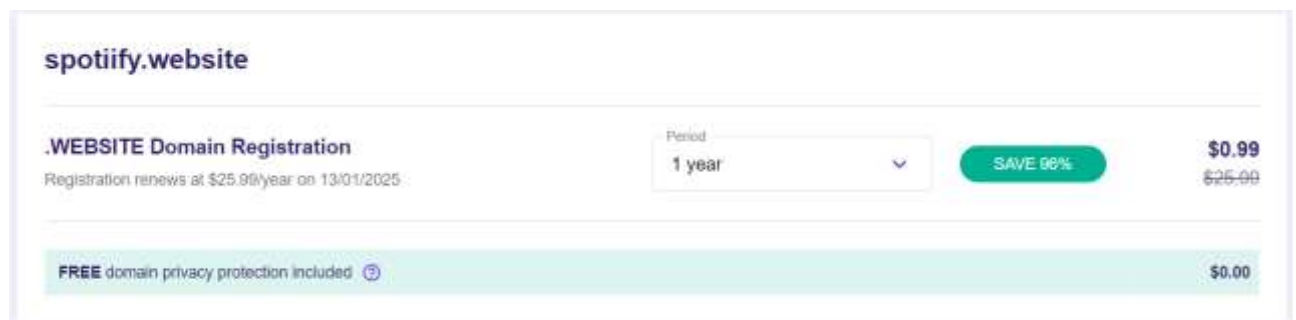 spotiify.website
.WEBSITE Domain Registration
Registration renews at $25.99/year on 13/01/2025
Period
1 year
SAVE 96%
$0.99
$25.99
FREE domain privacy protection included
$0.00